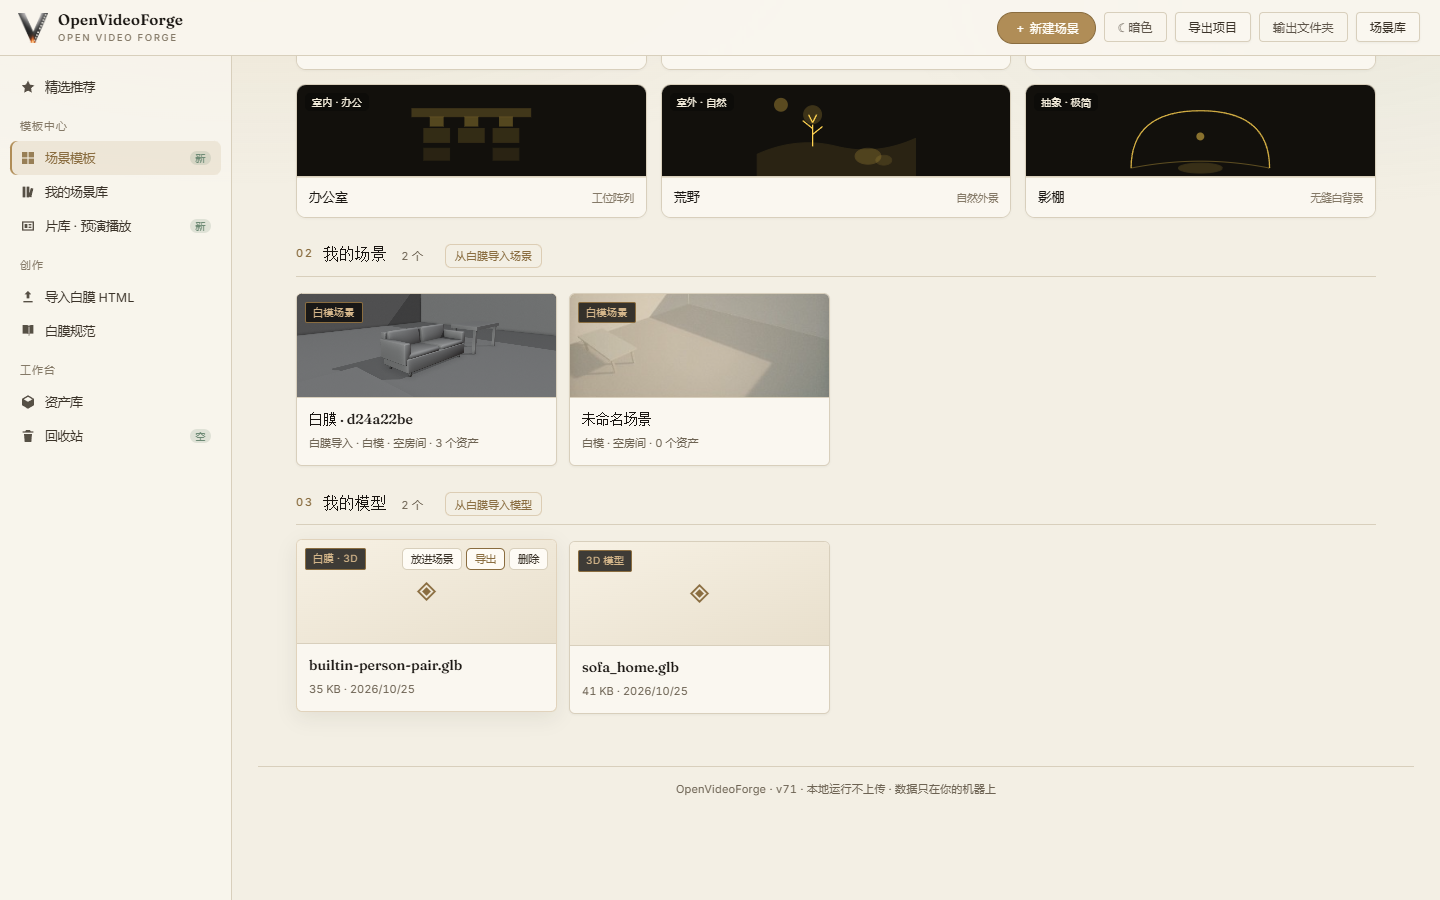 OpenVideoForge
OPEN VIDEO FORGE
+ 新建场景
☾ 暗色
导出项目
输出文件夹
场景库
精选推荐
模板中心
场景模板
新
我的场景库
片库 · 预演播放
新
创作
导入白膜 HTML
白膜规范
工作台
资产库
回收站
空
室内 · 办公
办公室
工位阵列
室外 · 自然
荒野
自然外景
抽象 · 极简
影棚
无缝白背景
02 我的场景 2 个 从白膜导入场景
白模场景
白膜 · d24a22be
白膜导入 · 白模 · 空房间 · 3 个资产
白模场景
未命名场景
白模 · 空房间 · 0 个资产
03 我的模型 2 个 从白膜导入模型
白膜 · 3D
放进场景
导出
删除
builtin-person-pair.glb
35 KB · 2026/10/25
3D 模型
sofa_home.glb
41 KB · 2026/10/25
OpenVideoForge · v71 · 本地运行不上传 · 数据只在你的机器上